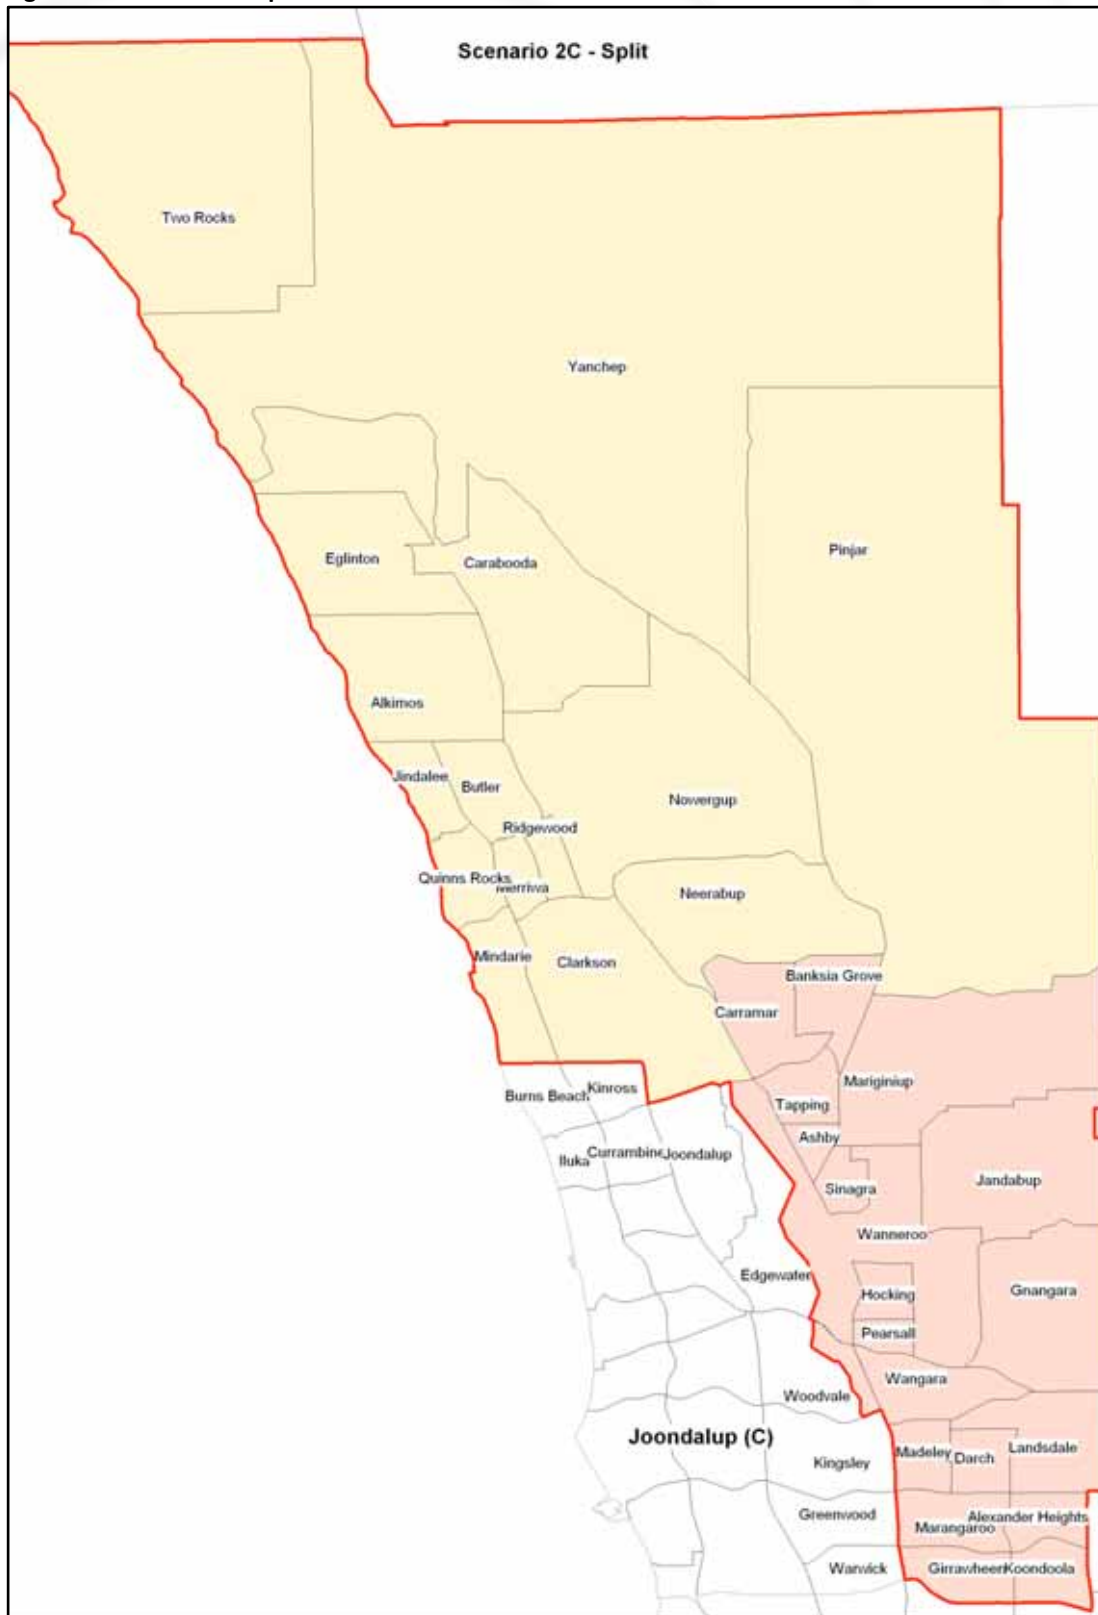 Scenario 2C - Split
Two Rocks
Yanchep
Pinjar
Eglinton
Carabooda
Alkimos
Jindalee
Butler
Nowergup
Ridgewood
Quinns Rocks
Merriwa
Neerabup
Mindarie
Clarkson
Banksia Grove
Carramar
Mariginiup
Burns Beach
Kinross
Tapping
Ashby
Iluka
Currambine
Joondalup
Sinagra
Jandabup
Wanneroo
Edgewater
Hocking
Gnangara
Pearsall
Wangara
Woodvale
Joondalup (C)
Madeley
Darch
Landsdale
Kingsley
Greenwood
Marangaroo
Alexander Heights
Warwick
Girrawheen
Koondoola